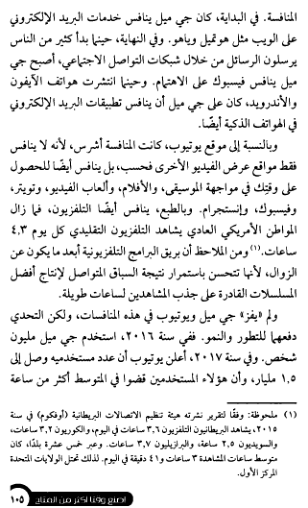 المنافسة. في البداية، كان جي ميل ينافس خدمات البريد الإلكتروني
على الويب مثل هوتميل وياهو. وفي النهاية، حينما بدأ كثير من الناس
يرسلون الرسائل من خلال شبكات التواصل الاجتماعي، أصبح جي
ميل ينافس فيسبوك على الاهتمام. وحينما انتشرت هواتف الآيفون
والأندرويد، كان على جي ميل أن ينافس تطبيقات البريد الإلكتروني
في الهواتف الذكية أيضًا.
وبالنسبة إلى موقع يوتيوب، كانت المنافسة أشرس، لأنه لا ينافس
فقط مواقع عرض الفيديو الأخرى فحسب، بل ينافس أيضًا للحصول
على وقتك في مواجهة الموسيقى، والأفلام، وألعاب الفيديو، وتويتر،
وفيسبوك، وإنستجرام. وبالطبع، ينافس أيضًا التلفزيون، فما زال
المواطن الأمريكي العادي يشاهد التلفزيون التقليدي كل يوم ٤.٣
ساعات.(١) ومن الملاحظ أن بريق البرامج التلفزيونية أبعد ما يكون عن
الزوال، لأنها تتحسن باستمرار نتيجة السباق المتواصل لإنتاج أفضل
المسلسلات القادرة على جذب المشاهدين لساعات طويلة.
ولم «يفز» جي ميل ويوتيوب في هذه المنافسات، ولكن التحدي
دفعهما للتطور والنمو. ففي سنة ٢٠١٦، استخدم جي ميل مليون
شخص. وفي سنة ٢٠١٧، أعلن يوتيوب أن عدد مستخدميه وصل إلى
١.٥ مليار، وأن هؤلاء المستخدمين قضوا في المتوسط أكثر من ساعة
(١) ملحوظة: وفقًا لتقرير نشرته هيئة تنظيم الاتصالات البريطانية (أوفكوم) في سنة
٢٠١٥، يشاهد البريطانيون التلفزيون ٣.٦ ساعات في اليوم، والكوريون ٣.٢ ساعات،
والسويديون ٢.٥ ساعة، والبرازيليون ٣.٧ ساعات. وعبر خمس عشرة بلدًا، كان
متوسط ساعات المشاهدة ٣ ساعات و٤١ دقيقة في اليوم. لذلك تحتل الولايات المتحدة
المركز الأول.
اصنع وقتًا أكثر من المتاح ١٠٥